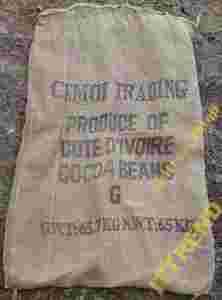 CEMOI TRADING
PRODUCE OF
COTE D'IVOIRE
COCOA BEANS
G